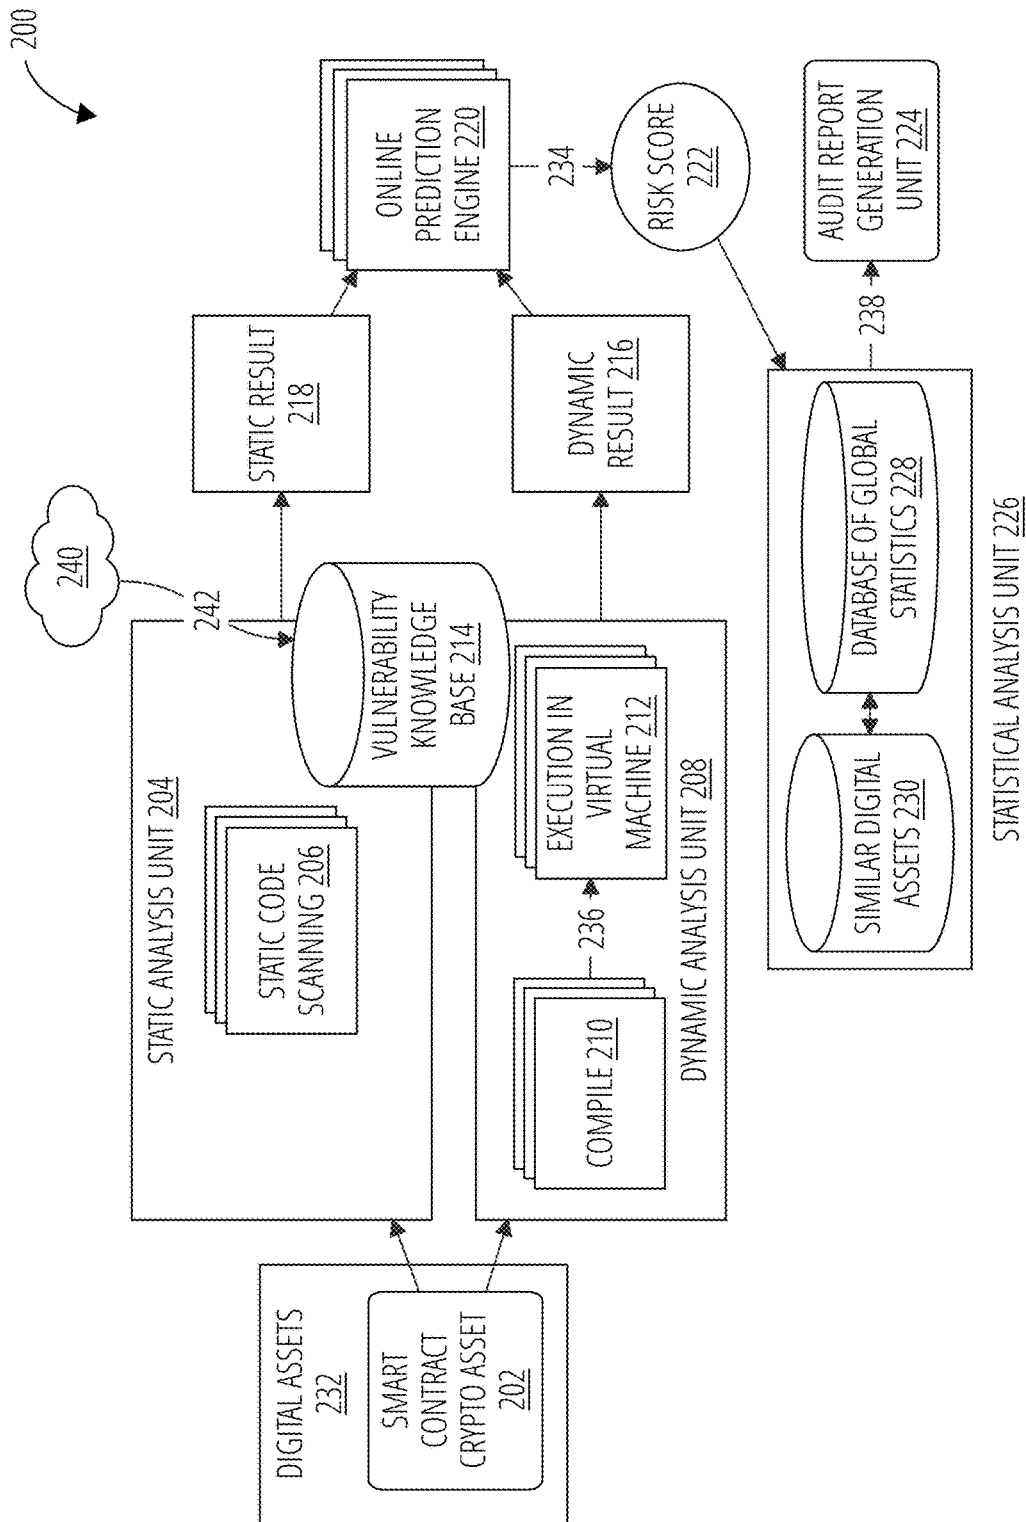 200
DIGITAL ASSETS
232
SMART
CONTRACT
CRYPTO ASSET
202
STATIC ANALYSIS UNIT 204
STATIC CODE
SCANNING 206
240
242
VULNERABILITY
KNOWLEDGE
BASE 214
COMPILE 210
236
EXECUTION IN
VIRTUAL
MACHINE 212
DYNAMIC ANALYSIS UNIT 208
STATIC RESULT
218
DYNAMIC
RESULT 216
ONLINE
PREDICTION
ENGINE 220
234
RISK SCORE
222
SIMILAR DIGITAL
ASSETS 230
DATABASE OF GLOBAL
STATISTICS 228
STATISTICAL ANALYSIS UNIT 226
238
AUDIT REPORT
GENERATION
UNIT 224